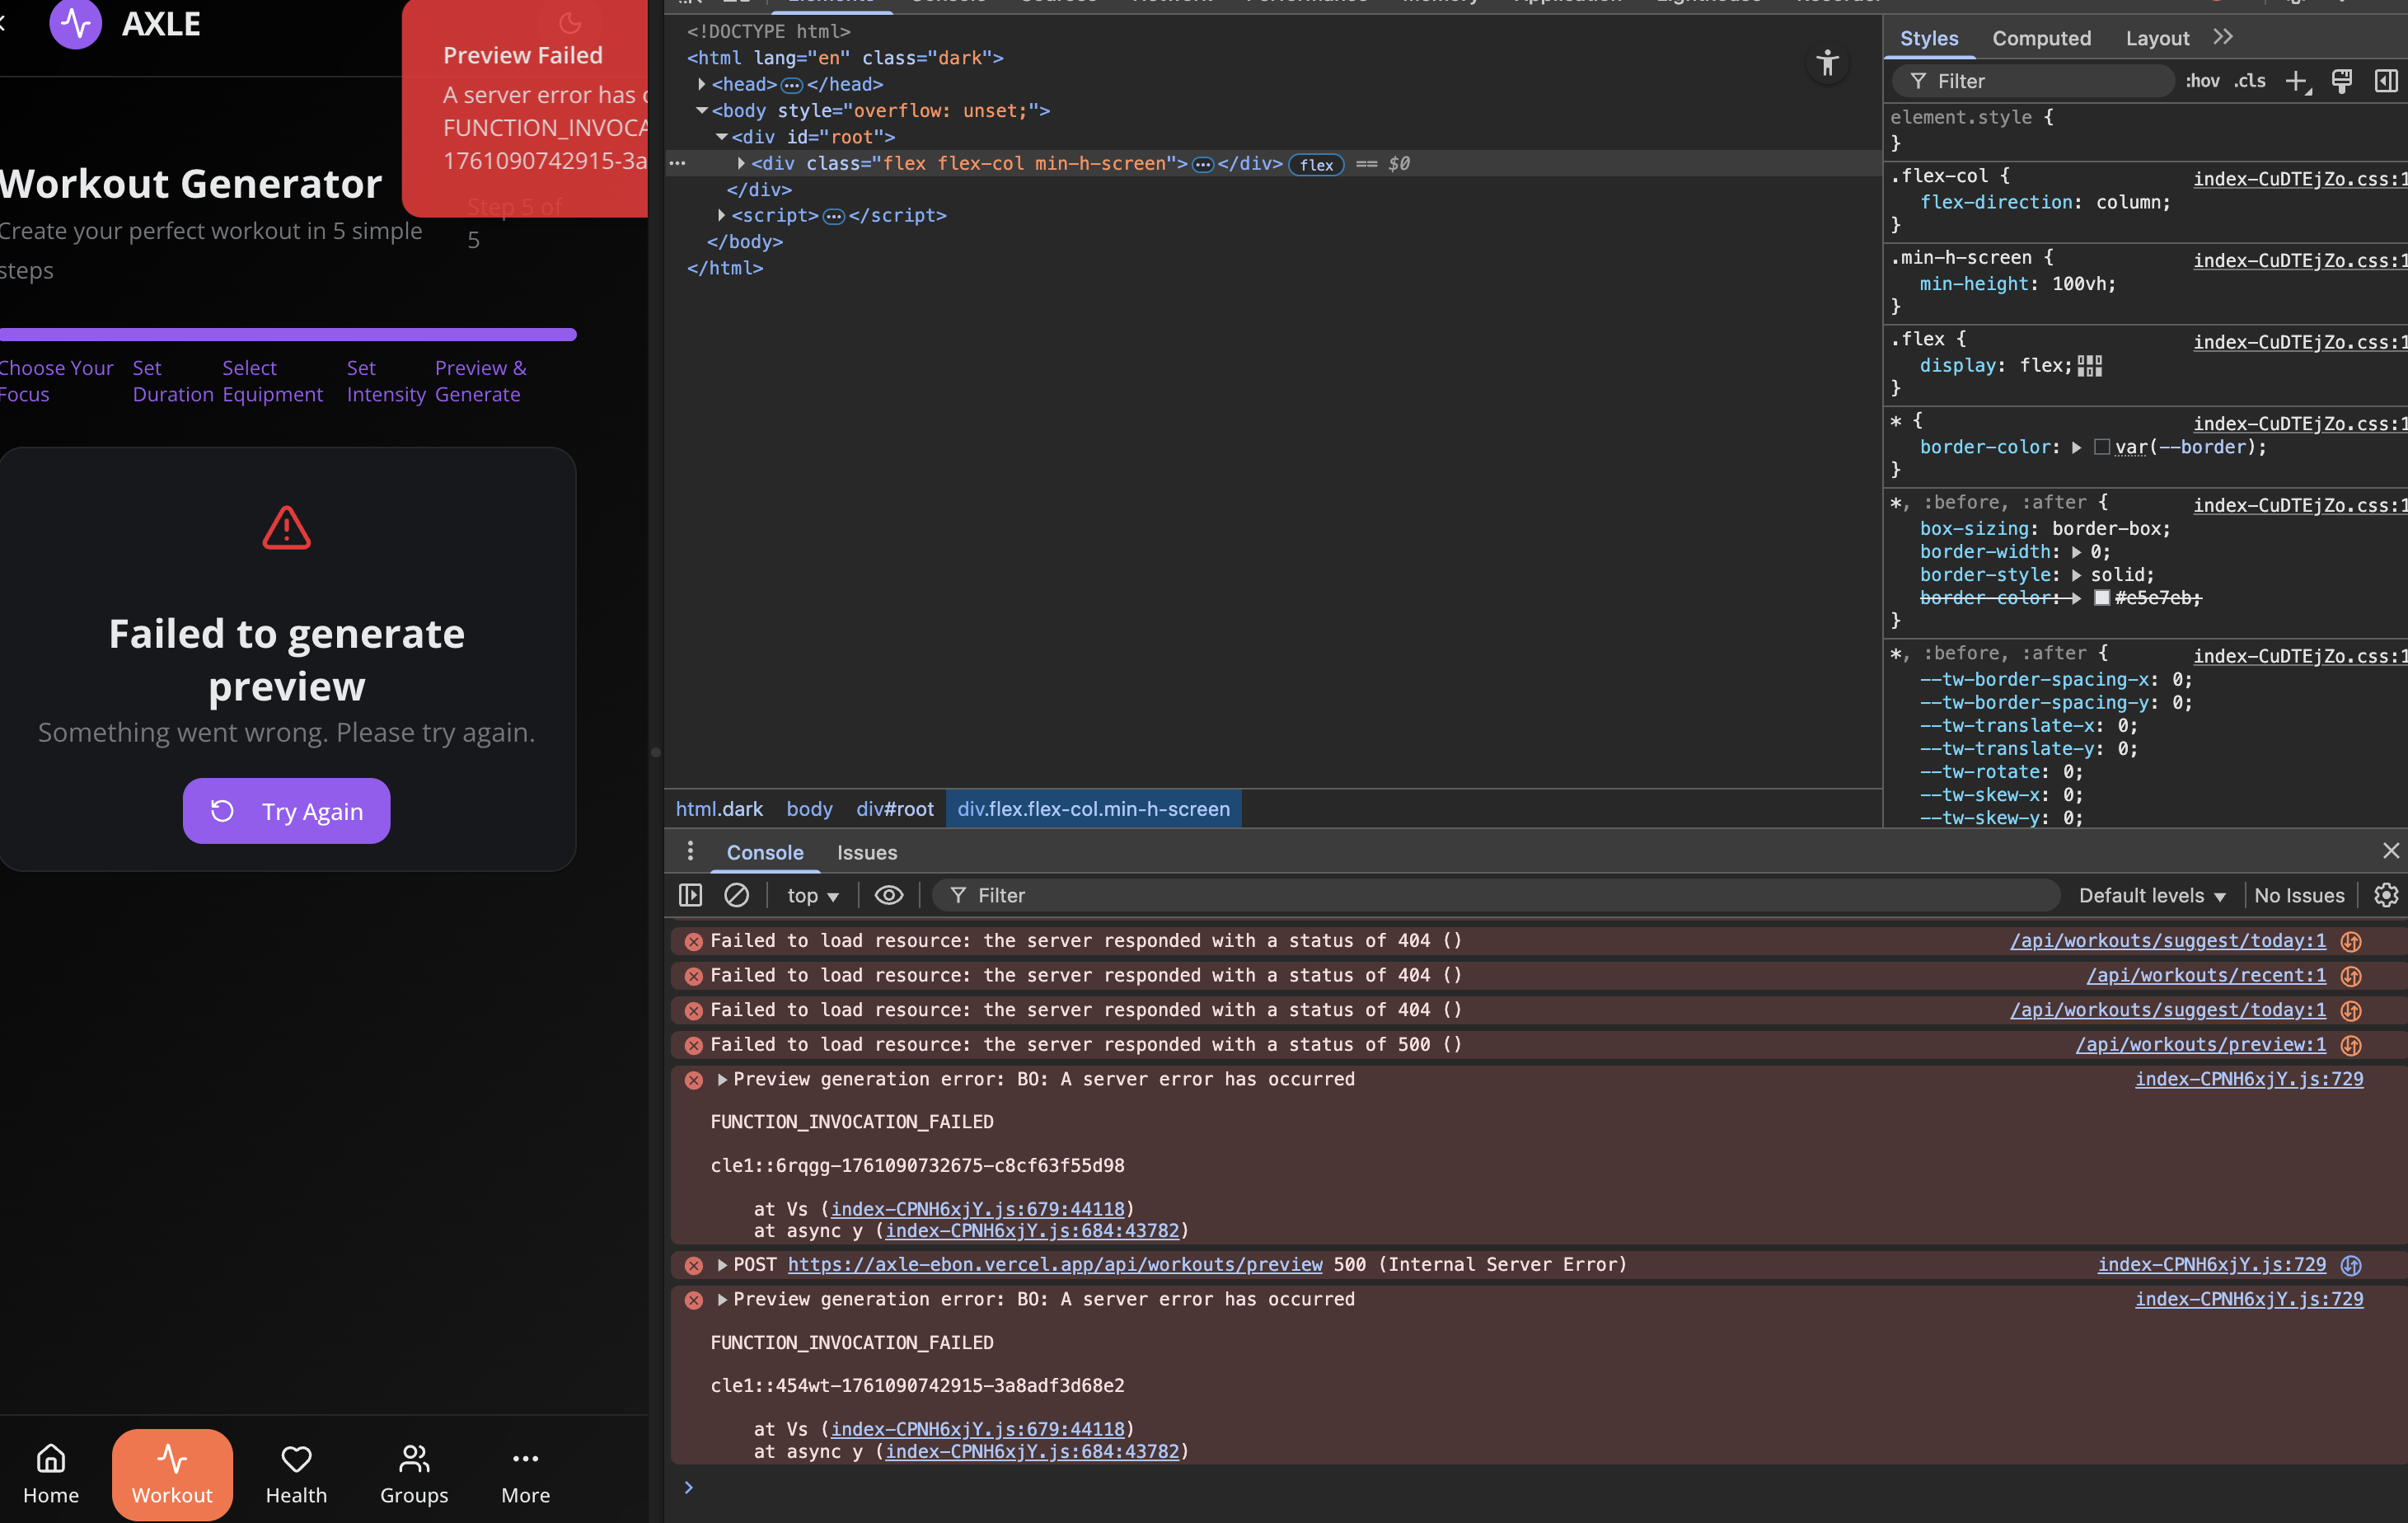 AXLE
Preview Failed
A server error has
FUNCTION_INVOCA
1761090742915-3a
Workout Generator
Step 5 of
5
Create your perfect workout in 5 simple
steps
Choose Your
Focus
Set
Duration
Select
Equipment
Set
Intensity
Preview &
Generate
Failed to generate
preview
Something went wrong. Please try again.
Try Again
Home
Workout
Health
Groups
More
<!DOCTYPE html>
<html lang="en" class="dark">
<head>…</head>
<body style="overflow: unset;">
<div id="root">
<div class="flex flex-col min-h-screen">…</div> flex == $0
</div>
<script>…</script>
</body>
</html>
html.dark body div#root div.flex.flex-col.min-h-screen
Styles Computed Layout
Filter :hov .cls
element.style {
}
.flex-col { index-CuDTEjZo.css:1
flex-direction: column;
}
.min-h-screen { index-CuDTEjZo.css:1
min-height: 100vh;
}
.flex { index-CuDTEjZo.css:1
display: flex;
}
* { index-CuDTEjZo.css:1
border-color: var(--border);
}
*, :before, :after { index-CuDTEjZo.css:1
box-sizing: border-box;
border-width: 0;
border-style: solid;
border-color: #e5e7eb;
}
*, :before, :after { index-CuDTEjZo.css:1
--tw-border-spacing-x: 0;
--tw-border-spacing-y: 0;
--tw-translate-x: 0;
--tw-translate-y: 0;
--tw-rotate: 0;
--tw-skew-x: 0;
--tw-skew-y: 0;
Console Issues
top Filter Default levels No Issues
Failed to load resource: the server responded with a status of 404 () /api/workouts/suggest/today:1
Failed to load resource: the server responded with a status of 404 () /api/workouts/recent:1
Failed to load resource: the server responded with a status of 404 () /api/workouts/suggest/today:1
Failed to load resource: the server responded with a status of 500 () /api/workouts/preview:1
Preview generation error: BO: A server error has occurred index-CPNH6xjY.js:729
FUNCTION_INVOCATION_FAILED
cle1::6rqgg-1761090732675-c8cf63f55d98
at Vs (index-CPNH6xjY.js:679:44118)
at async y (index-CPNH6xjY.js:684:43782)
POST https://axle-ebon.vercel.app/api/workouts/preview 500 (Internal Server Error) index-CPNH6xjY.js:729
Preview generation error: BO: A server error has occurred index-CPNH6xjY.js:729
FUNCTION_INVOCATION_FAILED
cle1::454wt-1761090742915-3a8adf3d68e2
at Vs (index-CPNH6xjY.js:679:44118)
at async y (index-CPNH6xjY.js:684:43782)